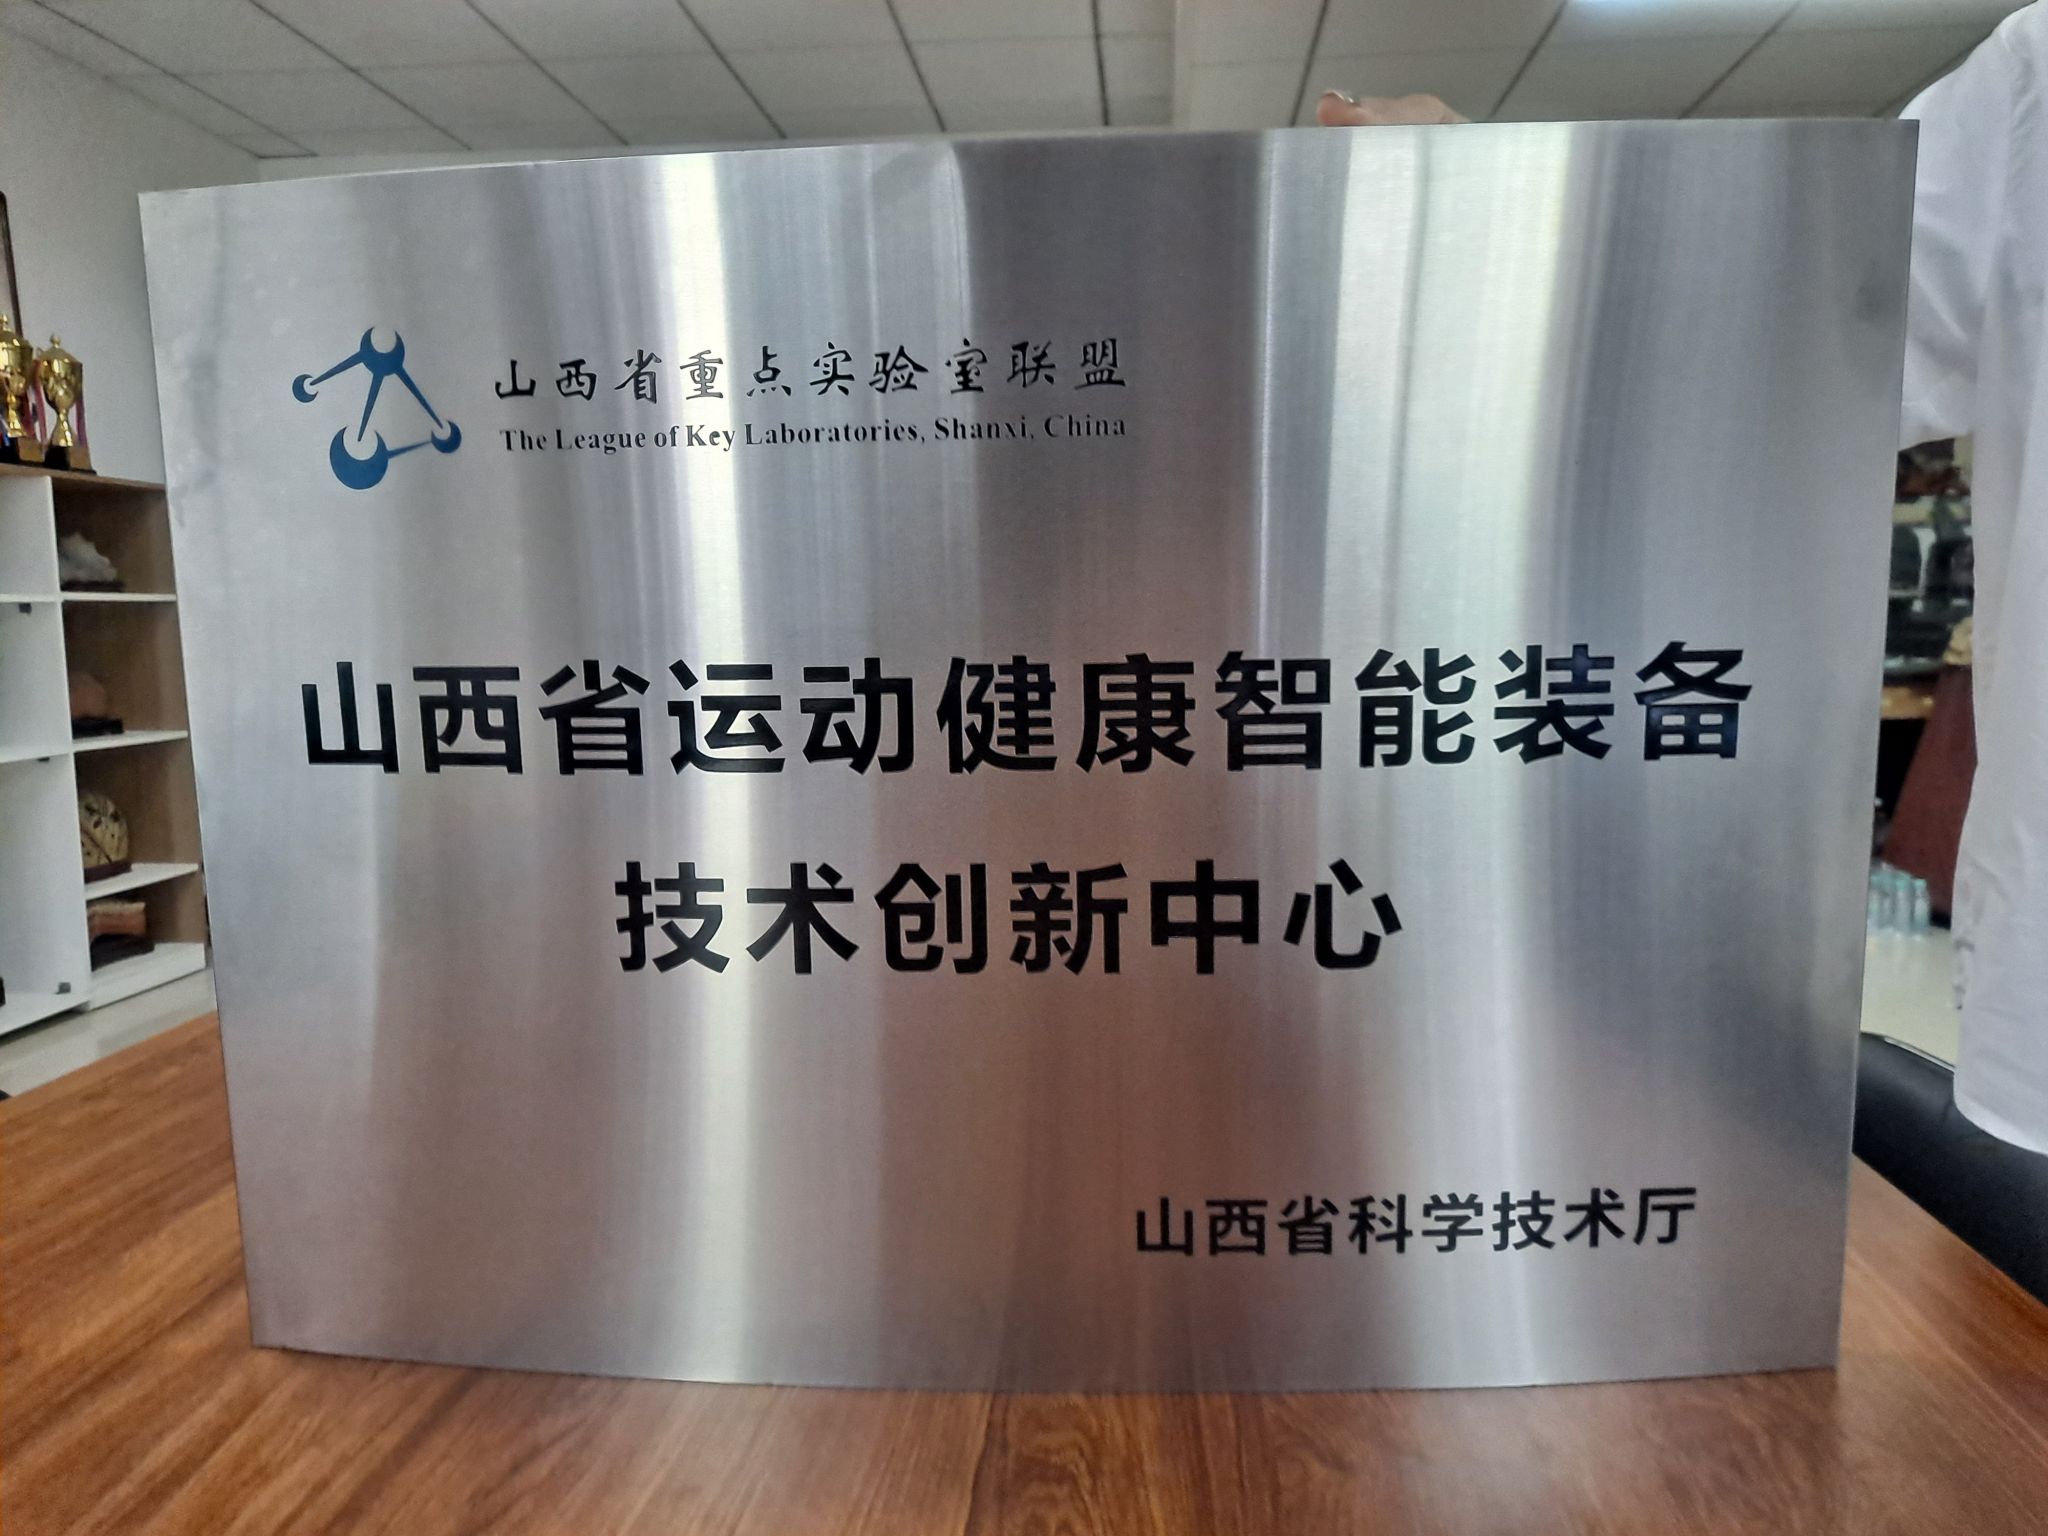 山西省重点实验室联盟
The League of Key Laboratories, Shanxi, China
山西省运动健康智能装备
技术创新中心
山西省科学技术厅